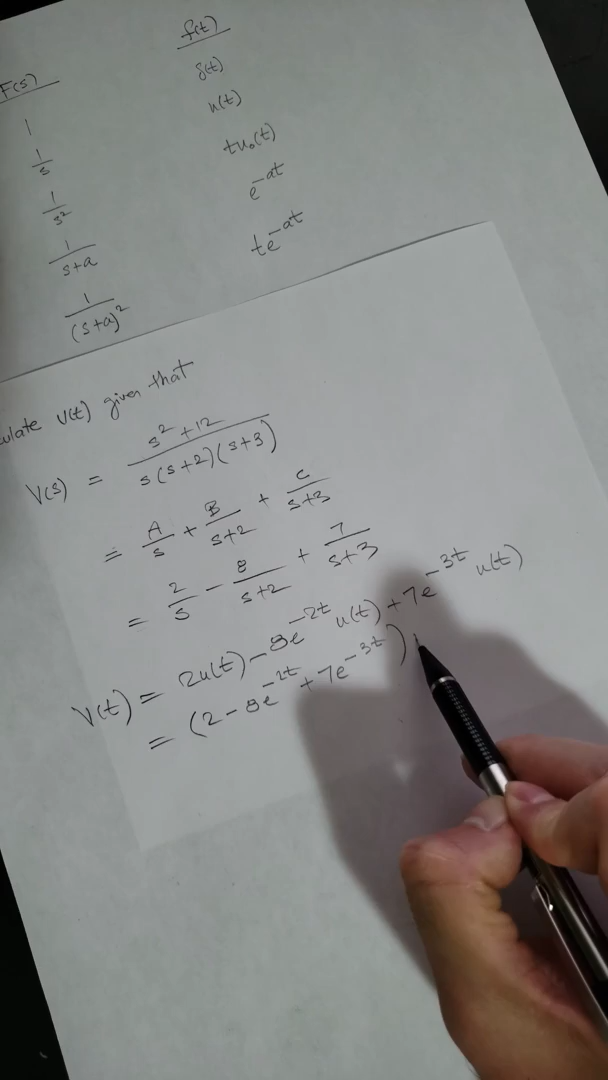 F(s) f(t)
1 δ(t)
1/s u(t)
1/s² tu₀(t)
1/(s+a) e^(-at)
1/(s+a)² te^(-at)
ulate V(t) given that
V(s) = (s²+12)/(s(s+2)(s+3))
= A/s + B/(s+2) + C/(s+3)
= 2/s - 8/(s+2) + 7/(s+3)
V(t) = 2u(t) - 8e^(-2t) u(t) + 7e^(-3t) u(t)
= (2 - 8e^(-2t) + 7e^(-3t))